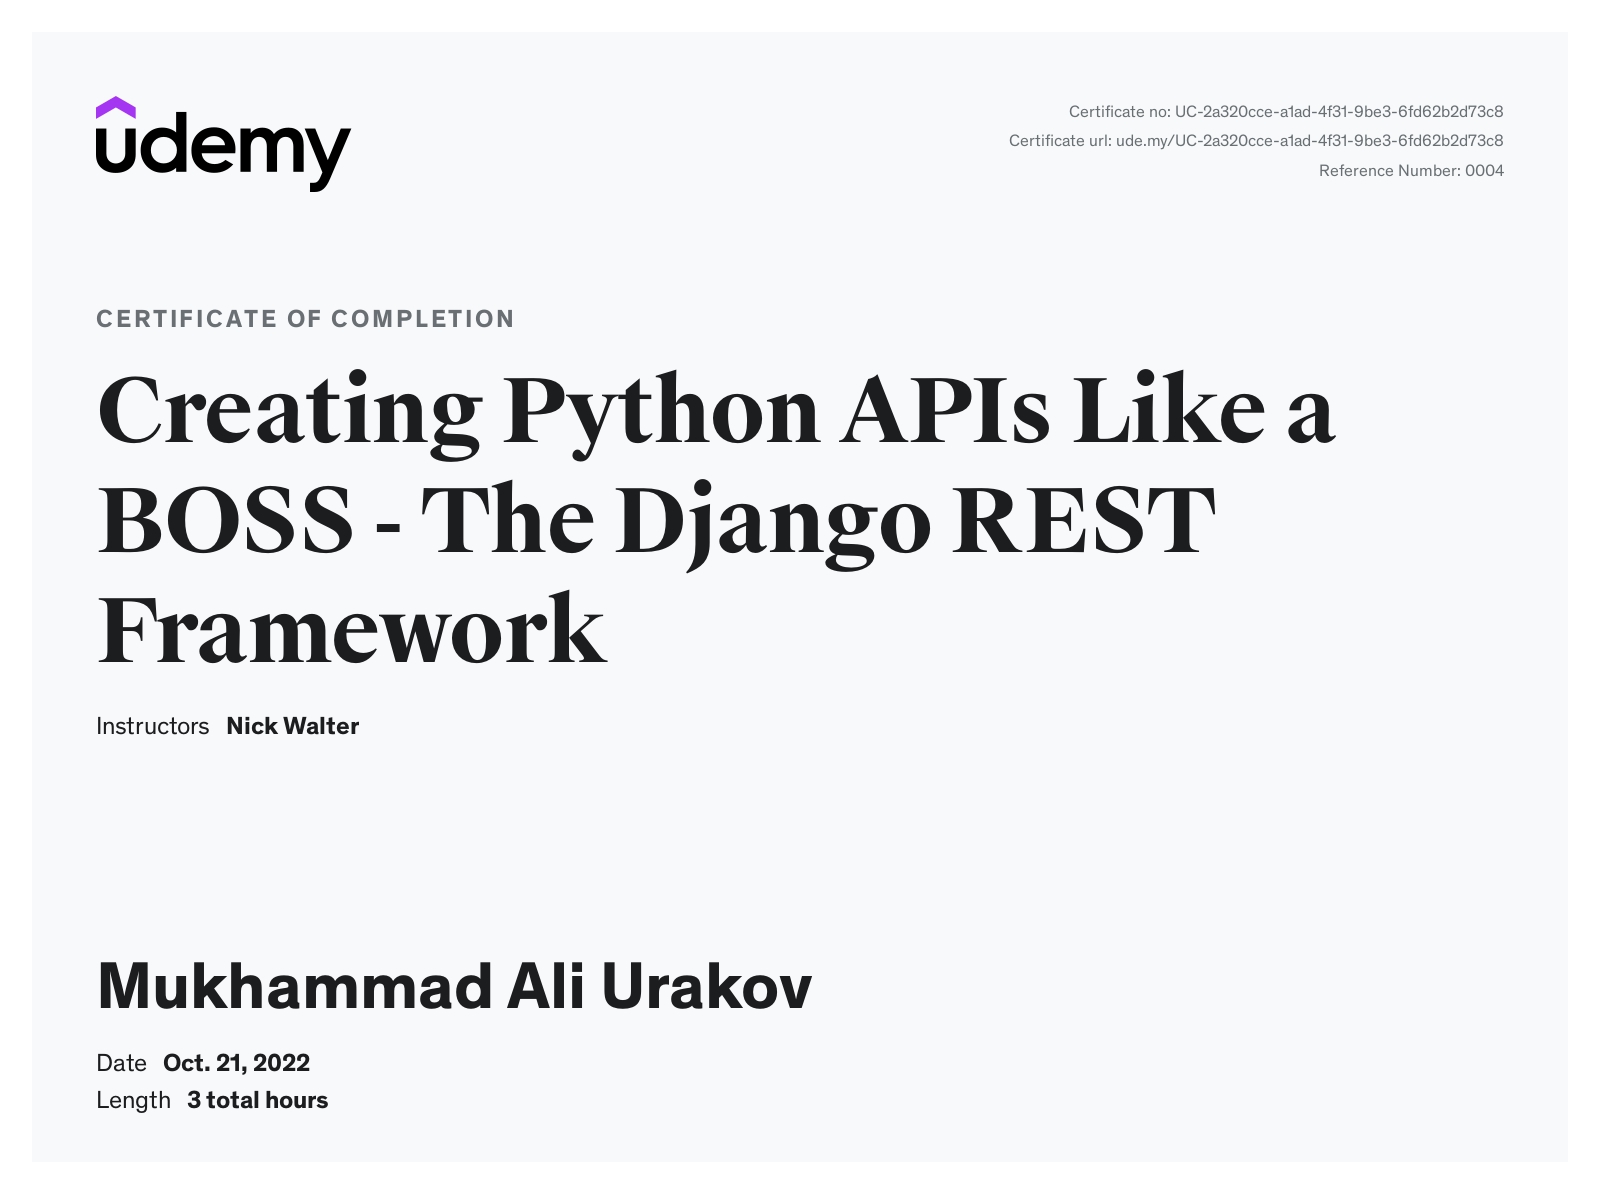 udemy
Certificate no: UC-2a320cce-a1ad-4f31-9be3-6fd62b2d73c8
Certificate url: ude.my/UC-2a320cce-a1ad-4f31-9be3-6fd62b2d73c8
Reference Number: 0004
CERTIFICATE OF COMPLETION
Creating Python APIs Like a
BOSS - The Django REST
Framework
Instructors Nick Walter
Mukhammad Ali Urakov
Date Oct. 21, 2022
Length 3 total hours